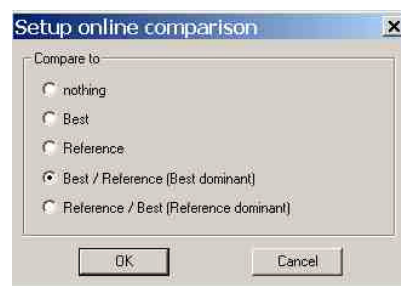 Setup online comparison
Compare to
nothing
Best
Reference
Best / Reference (Best dominant)
Reference / Best (Reference dominant)
OK
Cancel